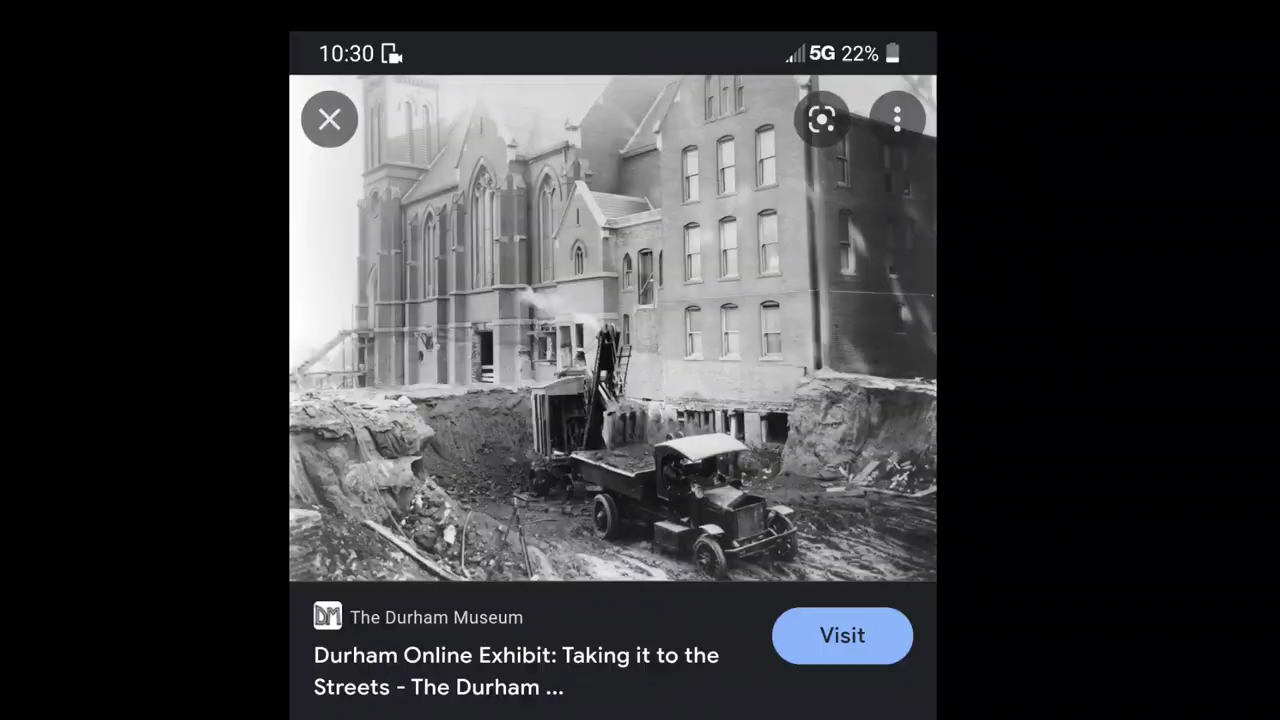 10:30
5G 22%
DM The Durham Museum
Durham Online Exhibit: Taking it to the
Streets - The Durham ...
Visit